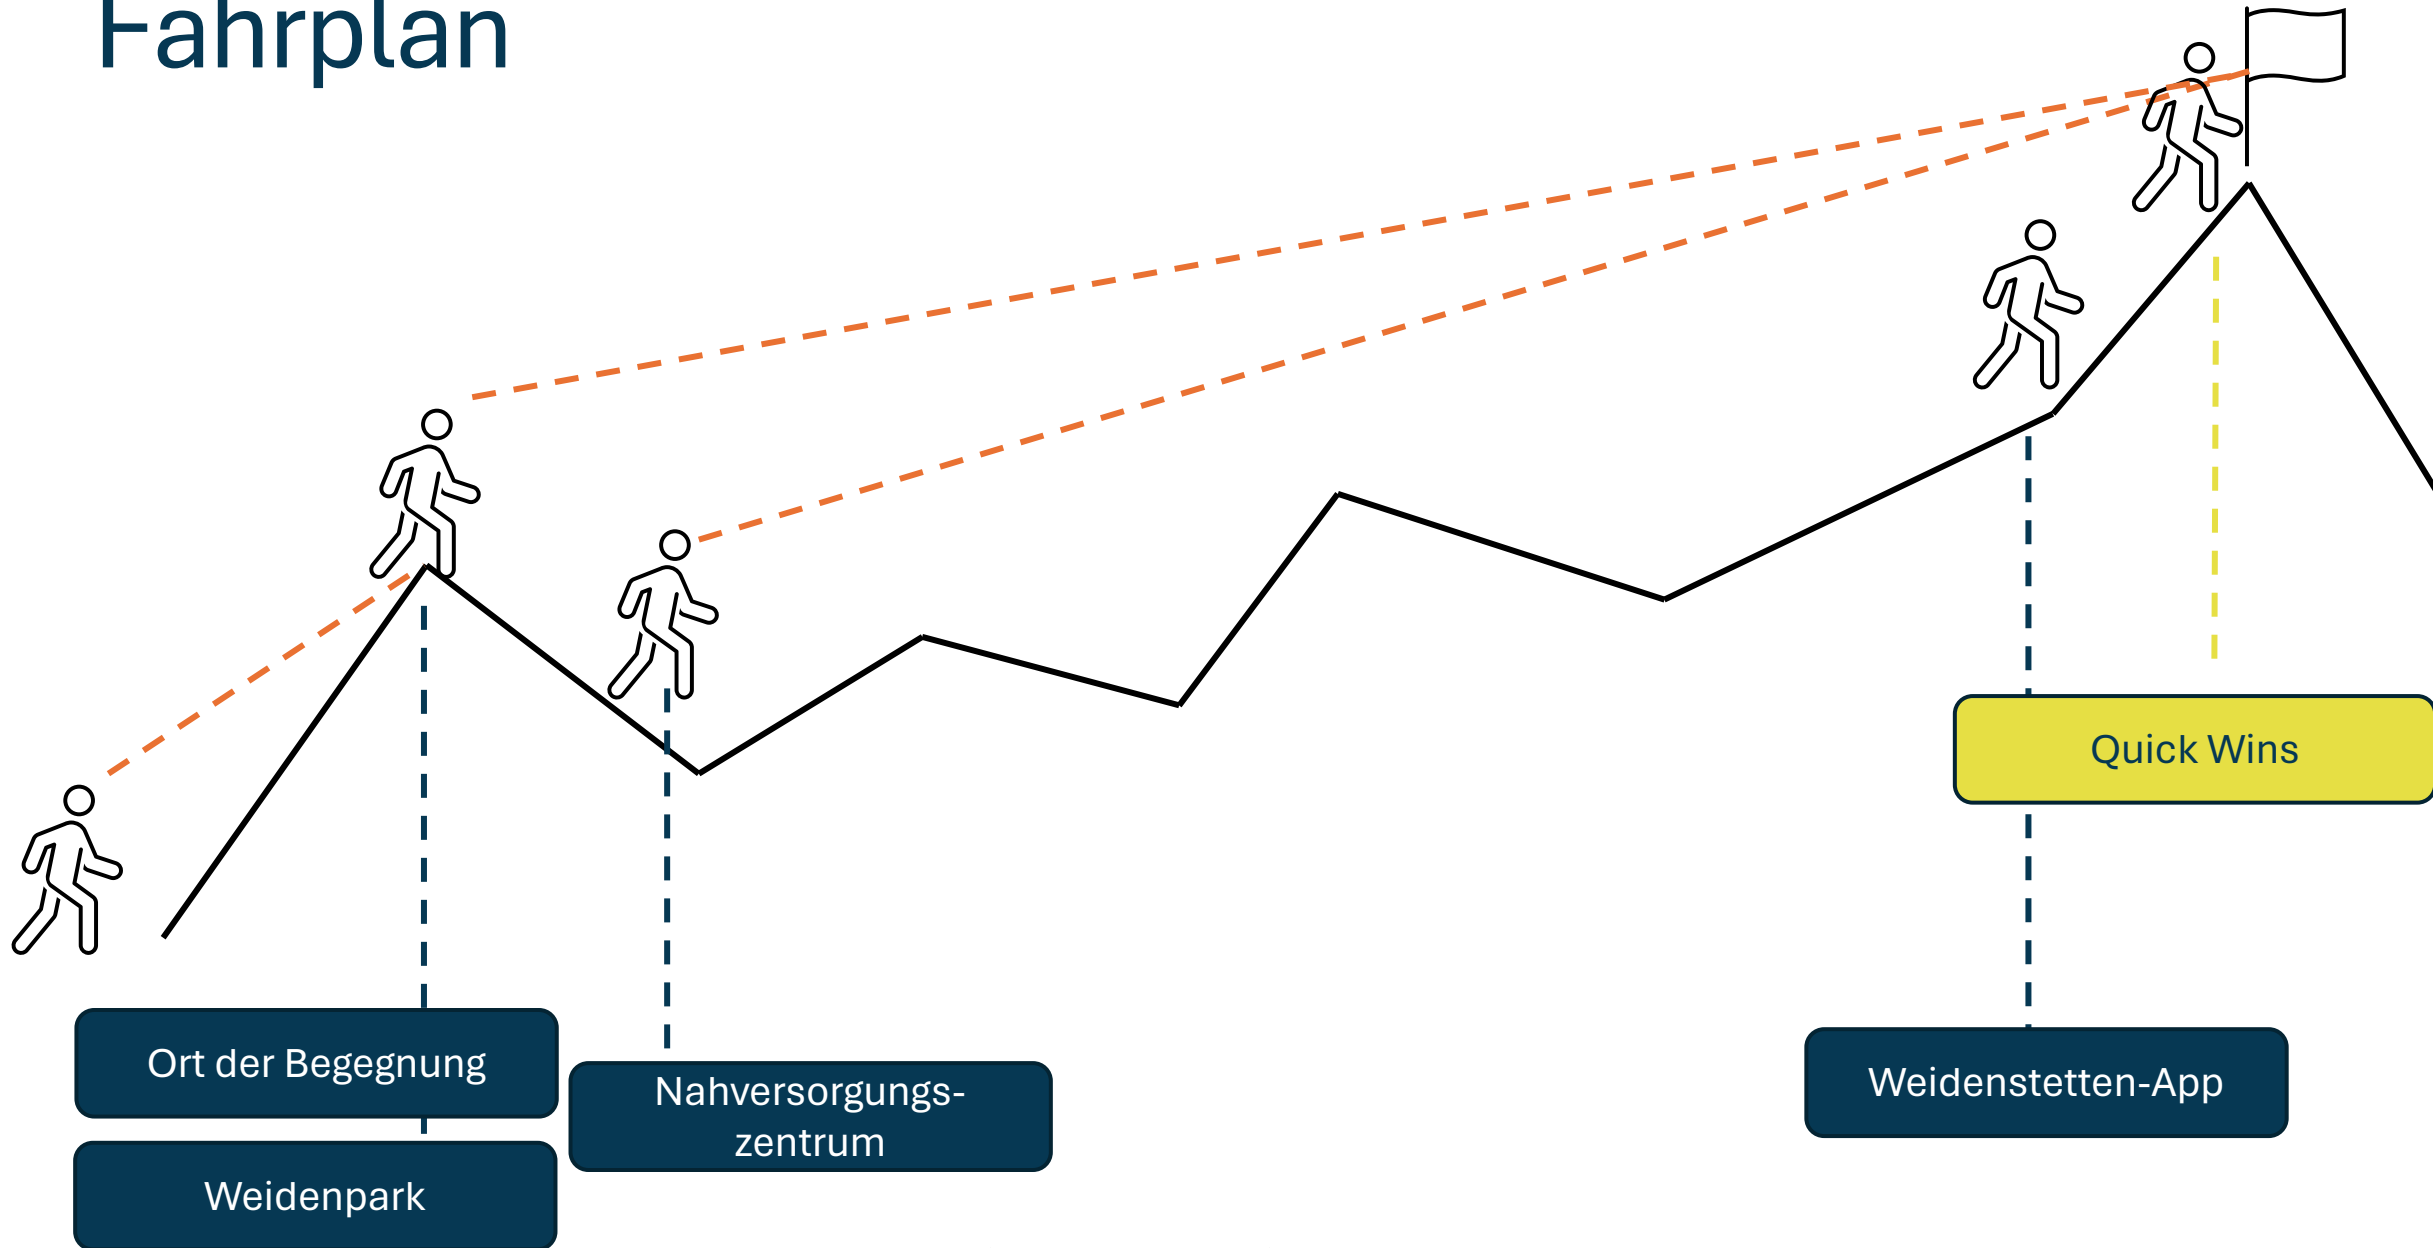 Fahrplan
Quick Wins
Ort der Begegnung
Nahversorgungs-
zentrum
Weidenstetten-App
Weidenpark